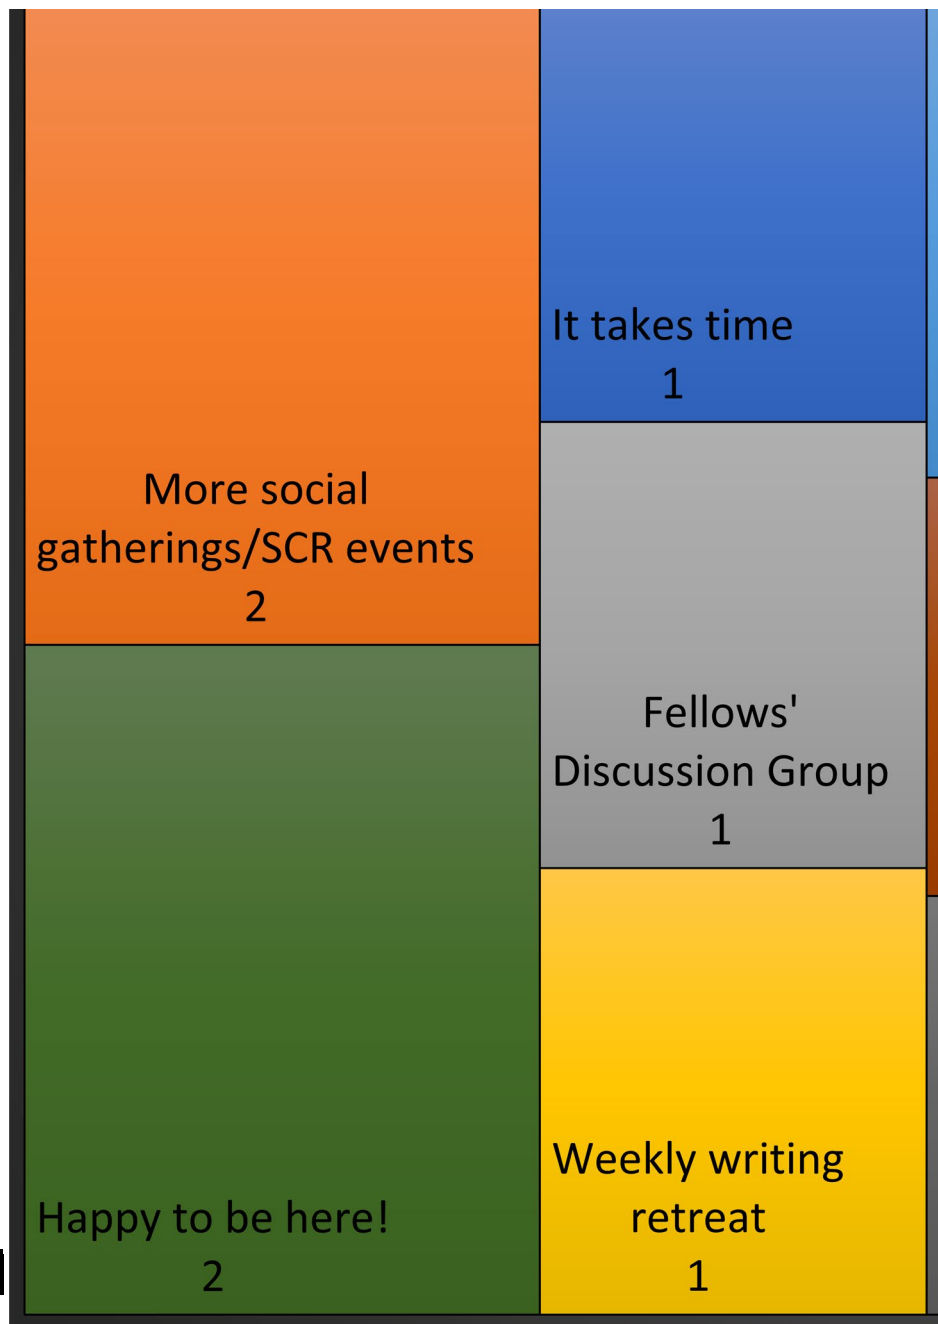 More social
gatherings/SCR events
2
Happy to be here!
2
It takes time
1
Fellows'
Discussion Group
1
Weekly writing
retreat
1